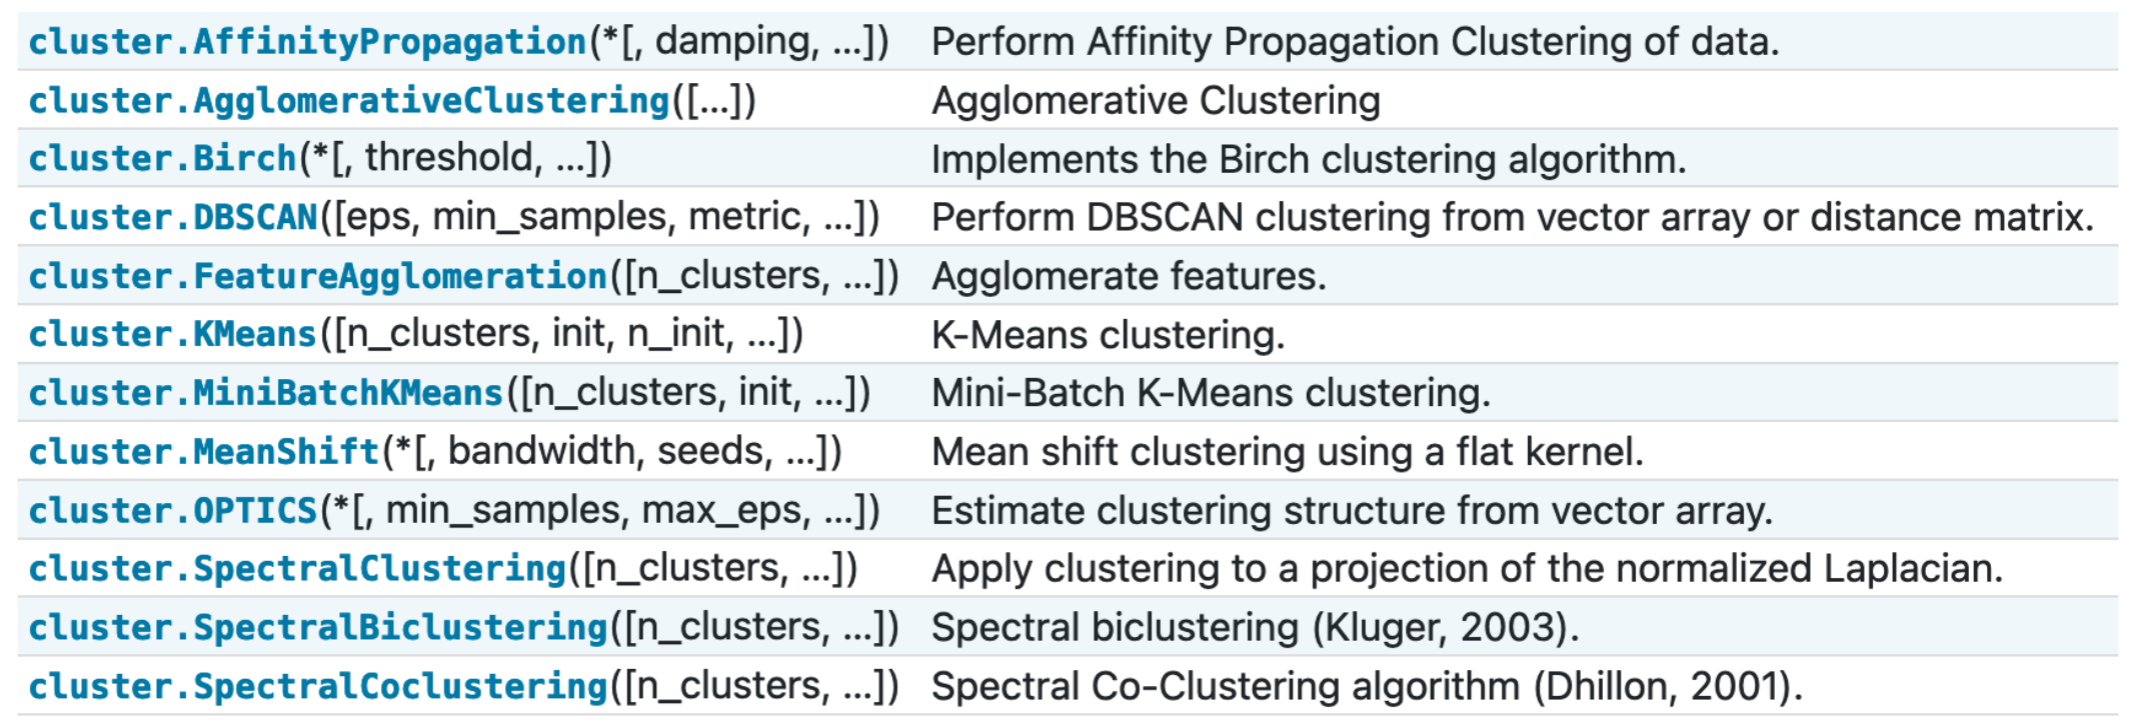 cluster.AffinityPropagation(*[, damping, ...]) Perform Affinity Propagation Clustering of data.
cluster.AgglomerativeClustering([...]) Agglomerative Clustering
cluster.Birch(*[, threshold, ...]) Implements the Birch clustering algorithm.
cluster.DBSCAN([eps, min_samples, metric, ...]) Perform DBSCAN clustering from vector array or distance matrix.
cluster.FeatureAgglomeration([n_clusters, ...]) Agglomerate features.
cluster.KMeans([n_clusters, init, n_init, ...]) K-Means clustering.
cluster.MiniBatchKMeans([n_clusters, init, ...]) Mini-Batch K-Means clustering.
cluster.MeanShift(*[, bandwidth, seeds, ...]) Mean shift clustering using a flat kernel.
cluster.OPTICS(*[, min_samples, max_eps, ...]) Estimate clustering structure from vector array.
cluster.SpectralClustering([n_clusters, ...]) Apply clustering to a projection of the normalized Laplacian.
cluster.SpectralBiclustering([n_clusters, ...]) Spectral biclustering (Kluger, 2003).
cluster.SpectralCoclustering([n_clusters, ...]) Spectral Co-Clustering algorithm (Dhillon, 2001).